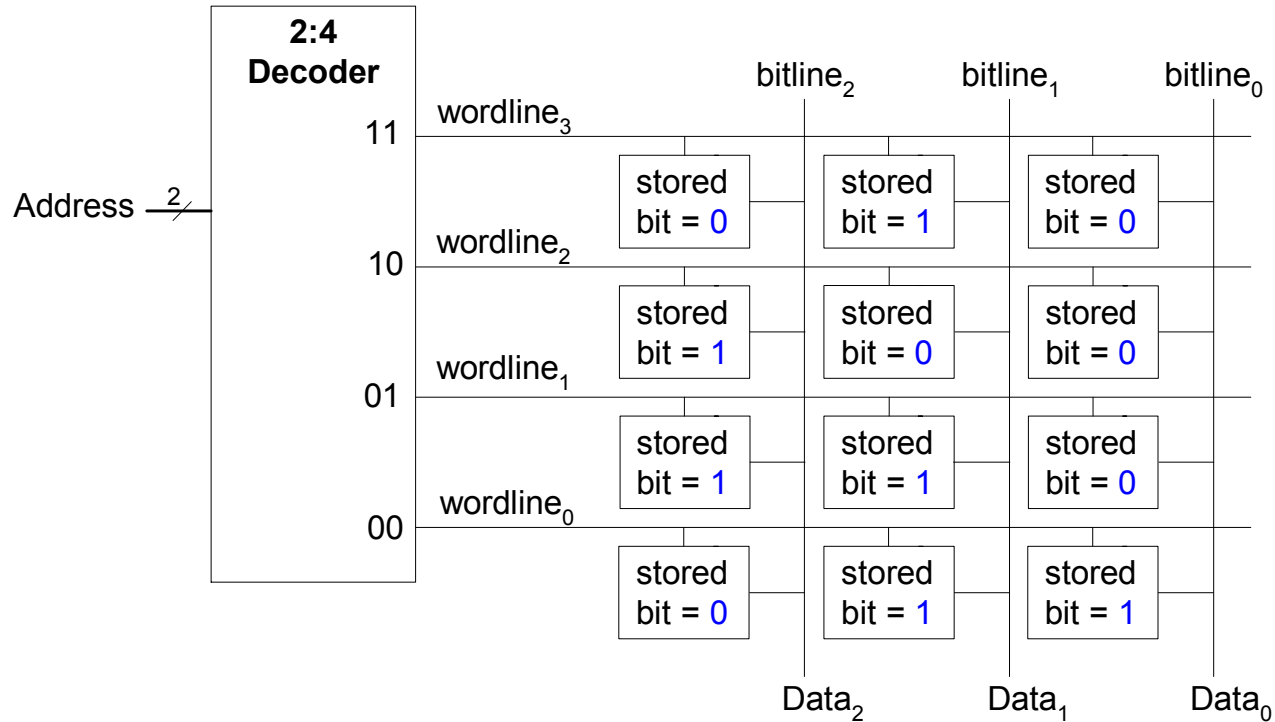 2:4
Decoder
bitline₂ bitline₁ bitline₀
wordline₃
11
stored stored stored
bit = 0 bit = 1 bit = 0
Address 2
wordline₂
10
stored stored stored
bit = 1 bit = 0 bit = 0
wordline₁
01
stored stored stored
bit = 1 bit = 1 bit = 0
wordline₀
00
stored stored stored
bit = 0 bit = 1 bit = 1
Data₂ Data₁ Data₀